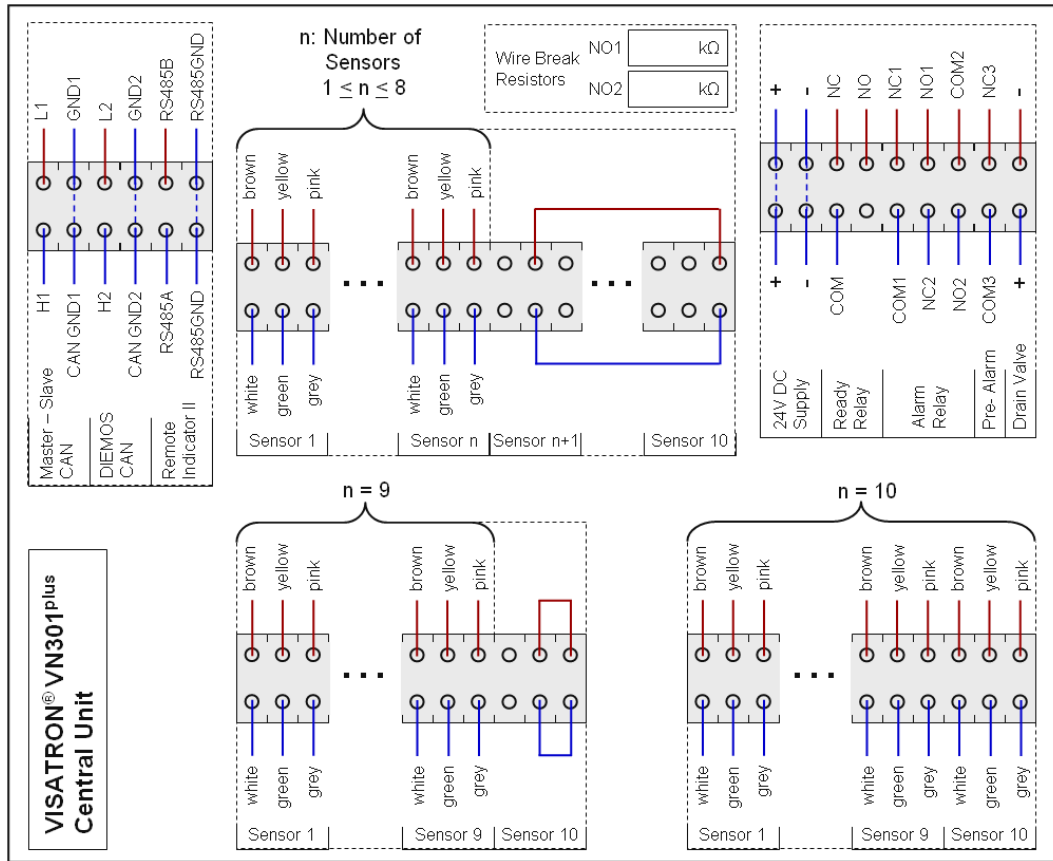 n: Number of
Sensors
1 ≤ n ≤ 8
Wire Break
Resistors
NO1
kΩ
NO2
kΩ
L1
GND1
L2
GND2
RS485B
RS485GND
H1
CAN GND1
H2
CAN GND2
RS485A
RS485GND
Master – Slave
CAN
DIEMOS
CAN
Remote
Indicator II
brown
yellow
pink
brown
yellow
pink
...
...
white
green
grey
white
green
grey
Sensor 1
Sensor n
Sensor n+1
Sensor 10
+
-
NC
NO
NC1
NO1
COM2
NC3
-
+
-
COM
COM1
NC2
NO2
COM3
+
24V DC
Supply
Ready
Relay
Alarm
Relay
Pre- Alarm
Drain Valve
VISATRON® VN301plus
Central Unit
n = 9
brown
yellow
pink
brown
yellow
pink
...
white
green
grey
white
green
grey
Sensor 1
Sensor 9
Sensor 10
n = 10
brown
yellow
pink
brown
yellow
pink
brown
yellow
pink
...
white
green
grey
white
green
grey
white
green
grey
Sensor 1
Sensor 9
Sensor 10